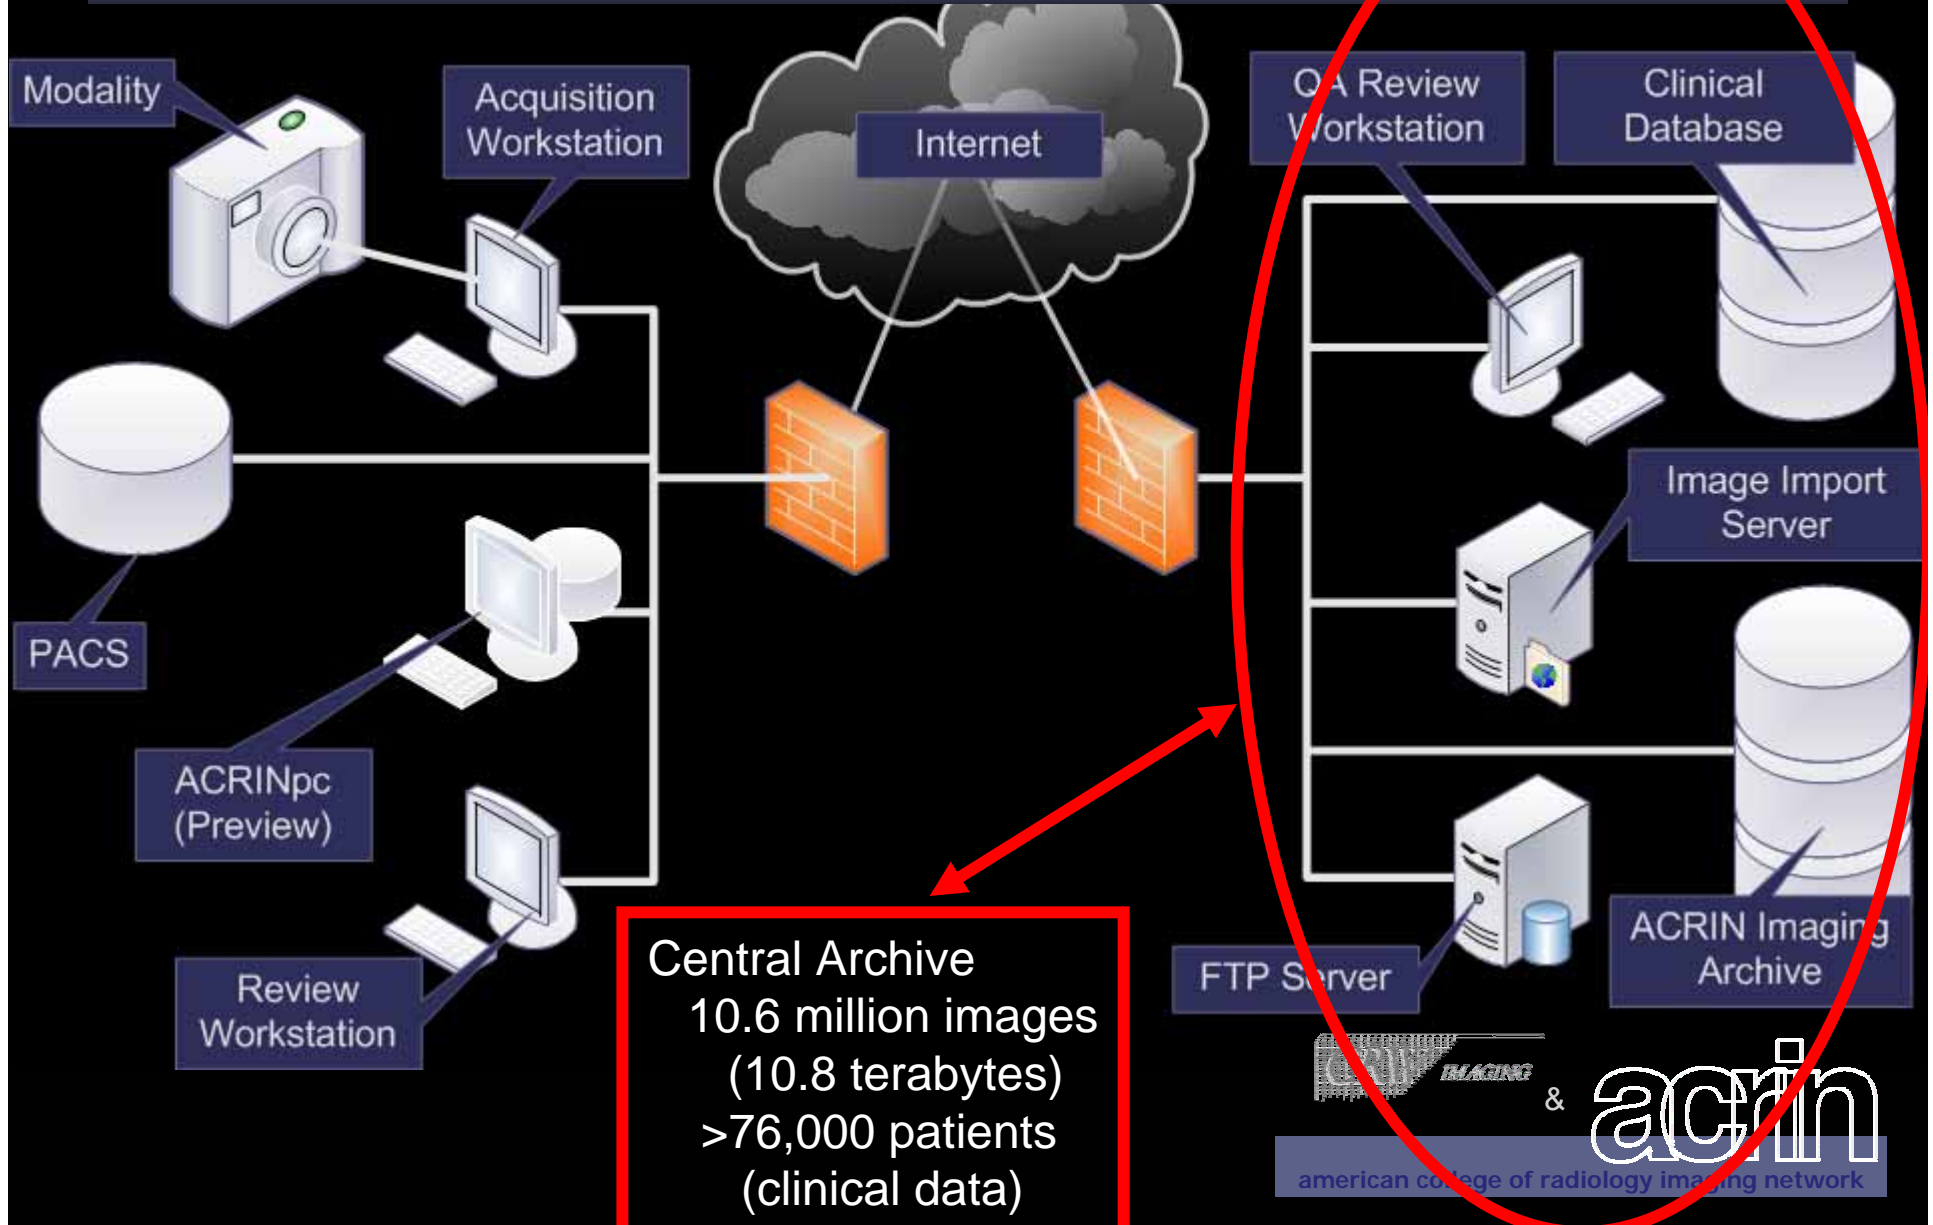 Modality
Acquisition
Workstation
Internet
QA Review
Workstation
Clinical
Database
PACS
Image Import
Server
ACRINpc
(Preview)
Review
Workstation
FTP Server
ACRIN Imaging
Archive
Central Archive
10.6 million images
(10.8 terabytes)
>76,000 patients
(clinical data)
IMAGING
&
acrin
american college of radiology imaging network